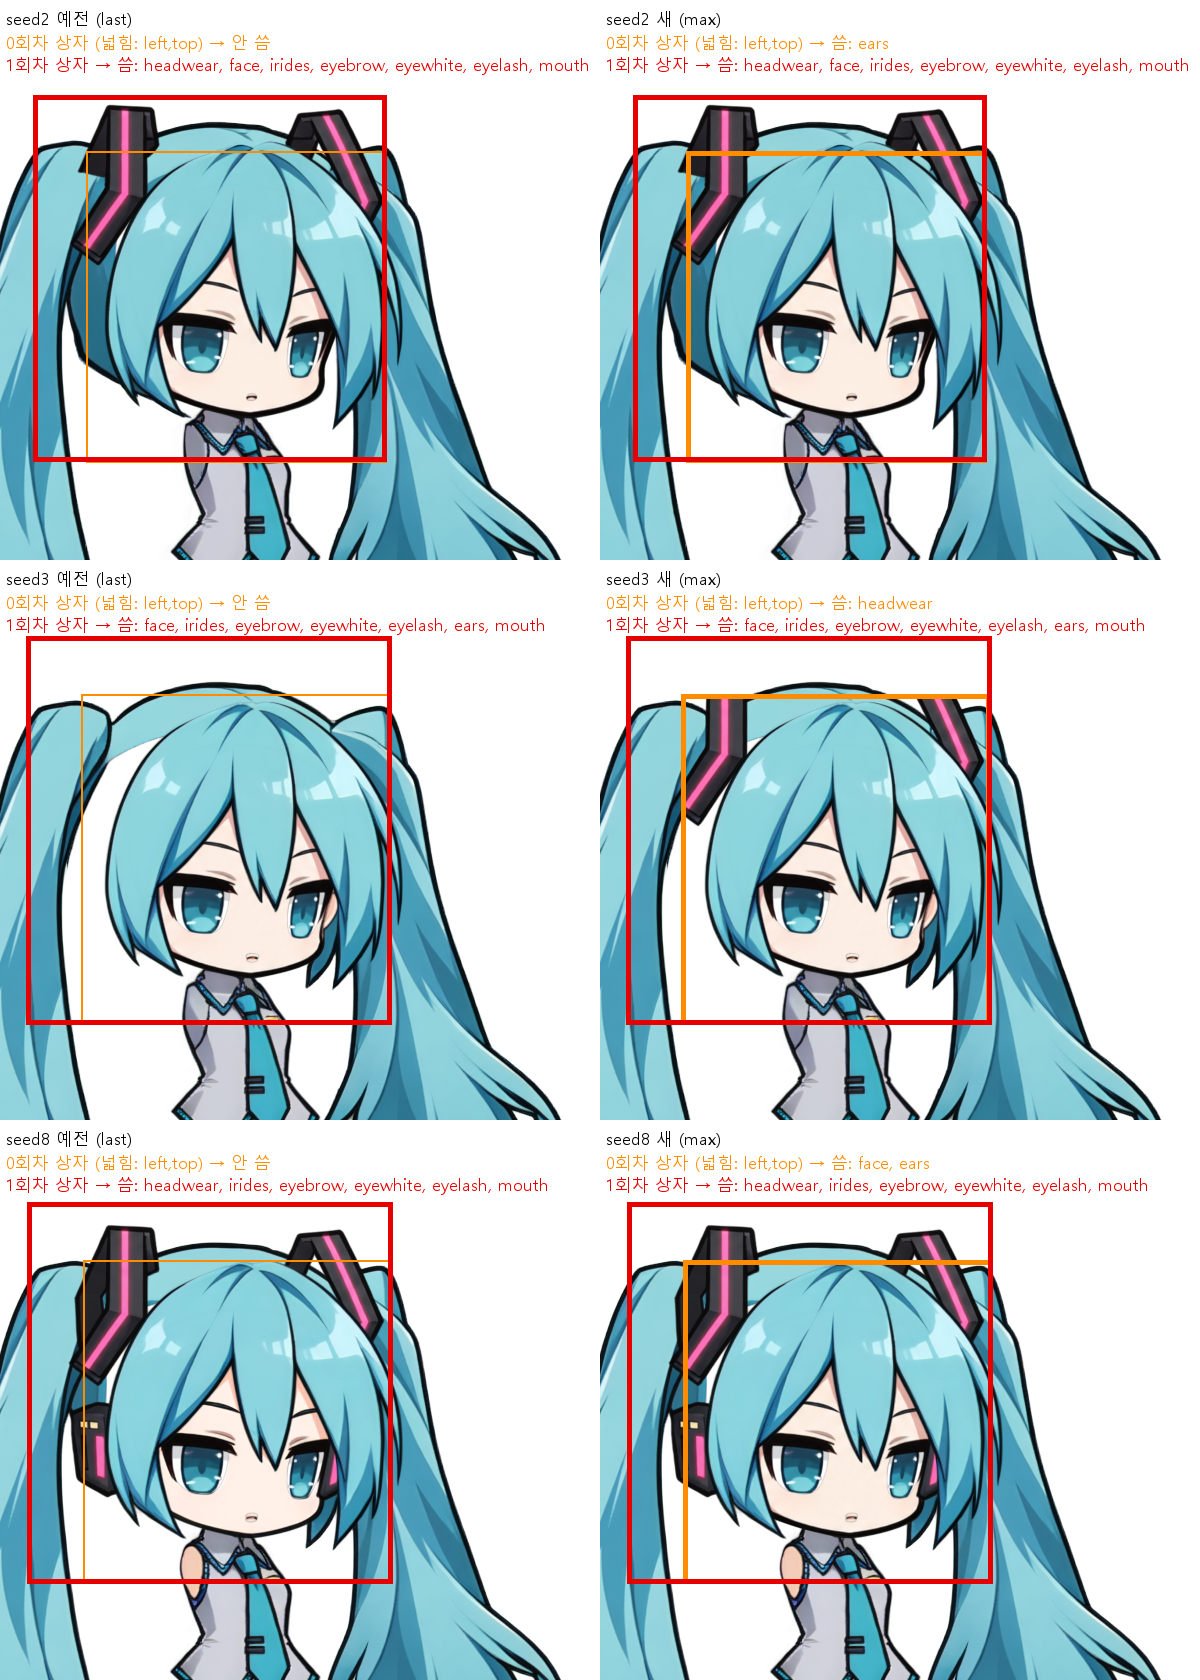 seed2 예전 (last)
0회차 상자 (넓힘: left,top) → 안 씀
1회차 상자 → 씀: headwear, face, irides, eyebrow, eyewhite, eyelash, mouth
seed2 새 (max)
0회차 상자 (넓힘: left,top) → 씀: ears
1회차 상자 → 씀: headwear, face, irides, eyebrow, eyewhite, eyelash, mouth
seed3 예전 (last)
0회차 상자 (넓힘: left,top) → 안 씀
1회차 상자 → 씀: face, irides, eyebrow, eyewhite, eyelash, ears, mouth
seed3 새 (max)
0회차 상자 (넓힘: left,top) → 씀: headwear
1회차 상자 → 씀: face, irides, eyebrow, eyewhite, eyelash, ears, mouth
seed8 예전 (last)
0회차 상자 (넓힘: left,top) → 안 씀
1회차 상자 → 씀: headwear, irides, eyebrow, eyewhite, eyelash, mouth
seed8 새 (max)
0회차 상자 (넓힘: left,top) → 씀: face, ears
1회차 상자 → 씀: headwear, irides, eyebrow, eyewhite, eyelash, mouth